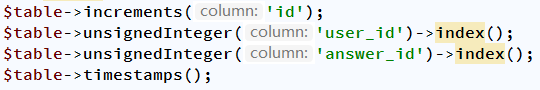 $table->increments( column: 'id');
$table->unsignedInteger( column: 'user_id')->index();
$table->unsignedInteger( column: 'answer_id')->index();
$table->timestamps();